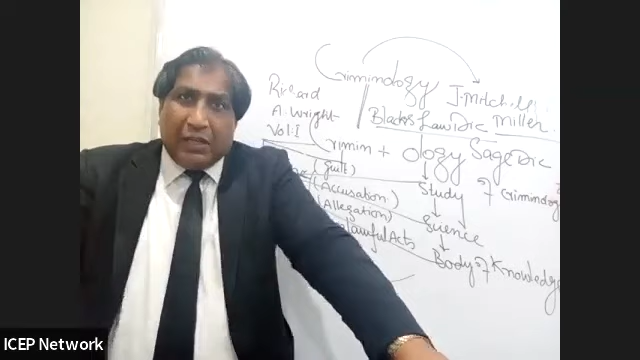 Criminology J. Mitchell
Richard
A. Wright Blacks Law Dic Miller
Vol. I Crimin + ology Sage Dic
(Guilt) Study of Criminology
(Accusation)
(Allegation) Science
unlawful Acts Body of Knowledge
ICEP Network